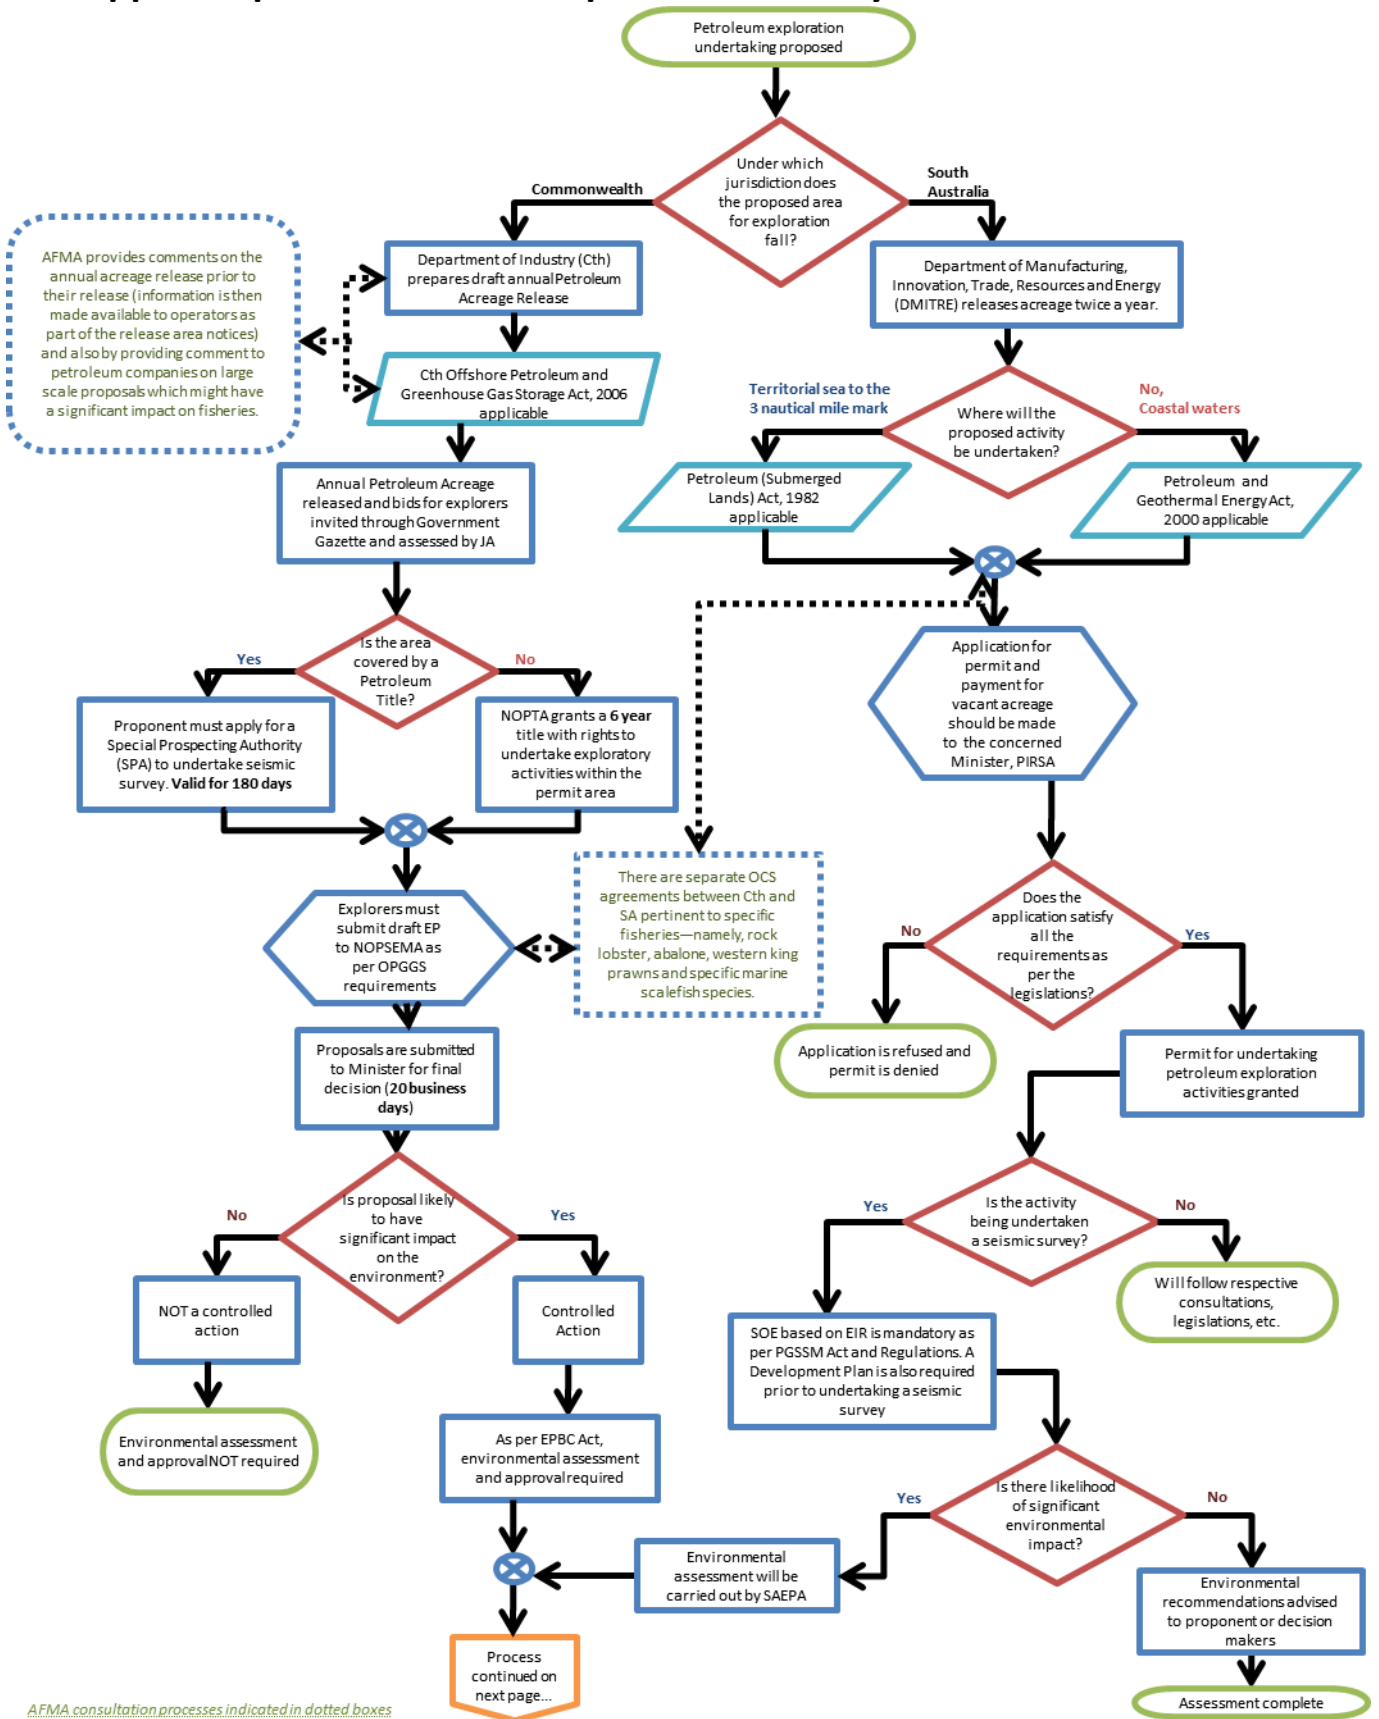 Petroleum exploration
undertaking proposed
Under which
jurisdiction does
the proposed area
for exploration
fall?
Commonwealth
South
Australia
AFMA provides comments on the
annual acreage release prior to
their release (information is then
made available to operators as
part of the release area notices)
and also by providing comment to
petroleum companies on large
scale proposals which might have
a significant impact on fisheries.
Department of Industry (Cth)
prepares draft annual Petroleum
Acreage Release
Department of Manufacturing,
Innovation, Trade, Resources and Energy
(DMITRE) releases acreage twice a year.
Cth Offshore Petroleum and
Greenhouse Gas Storage Act, 2006
applicable
Territorial sea to the
3 nautical mile mark
Where will the
proposed activity
be undertaken?
No,
Coastal waters
Annual Petroleum Acreage
released and bids for explorers
invited through Government
Gazette and assessed by JA
Petroleum (Submerged
Lands) Act, 1982
applicable
Petroleum and
Geothermal Energy Act,
2000 applicable
Is the area
covered by a
Petroleum
Title?
Yes
No
Application for
permit and
payment for
vacant acreage
should be made
to the concerned
Minister, PIRSA
Proponent must apply for a
Special Prospecting Authority
(SPA) to undertake seismic
survey. Valid for 180 days
NOPTA grants a 6 year
title with rights to
undertake exploratory
activities within the
permit area
There are separate OCS
agreements between Cth and
SA pertinent to specific
fisheries—namely, rock
lobster, abalone, western king
prawns and specific marine
scalefish species.
Explorers must
submit draft EP
to NOPSEMA as
per OPGGS
requirements
Does the
application satisfy
all the
requirements as
per the
legislations?
No
Yes
Proposals are submitted
to Minister for final
decision (20 business
days)
Application is refused and
permit is denied
Permit for undertaking
petroleum exploration
activities granted
Is proposal likely
to have
significant impact
on the
environment?
No
Yes
Is the activity
being undertaken
a seismic survey?
Yes
No
NOT a controlled
action
Controlled
Action
Will follow respective
consultations,
legislations, etc.
SOE based on EIR is mandatory as
per PGSSM Act and Regulations. A
Development Plan is also required
prior to undertaking a seismic
survey
Environmental assessment
and approval NOT required
As per EPBC Act,
environmental assessment
and approval required
Is there likelihood
of significant
environmental
impact?
Yes
No
Environmental
assessment will be
carried out by SAEPA
Environmental
recommendations advised
to proponent or decision
makers
Process
continued on
next page...
Assessment complete
AFMA consultation processes indicated in dotted boxes